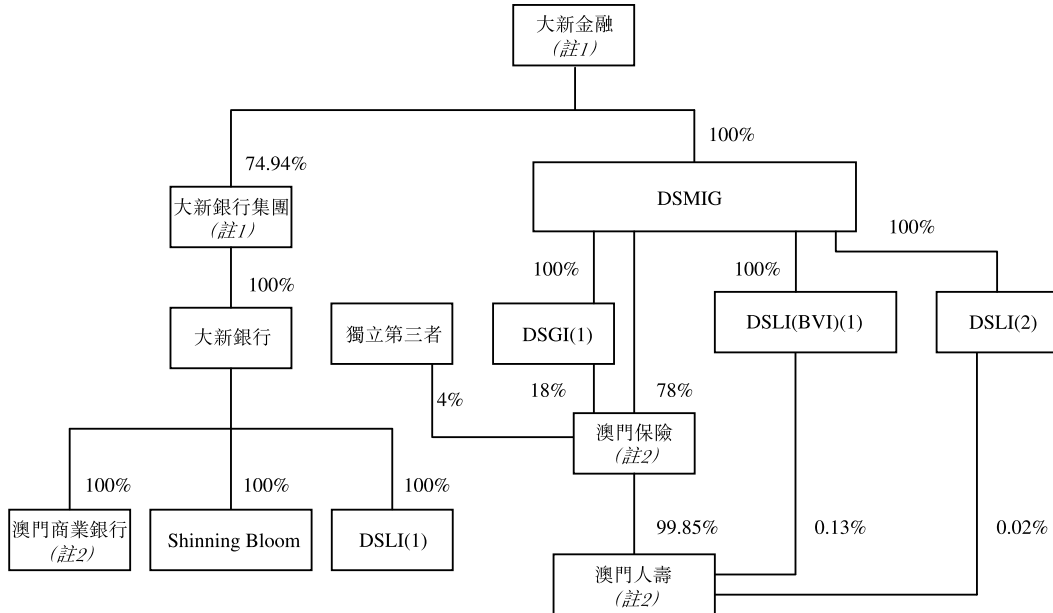 大新金融
(註1)
100%
74.94%
大新銀行集團
(註1)
DSMIG
100%
100%
100%
100%
大新銀行
獨立第三者
DSGI(1)
DSLI(BVI)(1)
DSLI(2)
4%
18%
78%
澳門保險
(註2)
100%
100%
100%
澳門商業銀行
(註2)
Shinning Bloom
DSLI(1)
99.85%
0.13%
0.02%
澳門人壽
(註2)